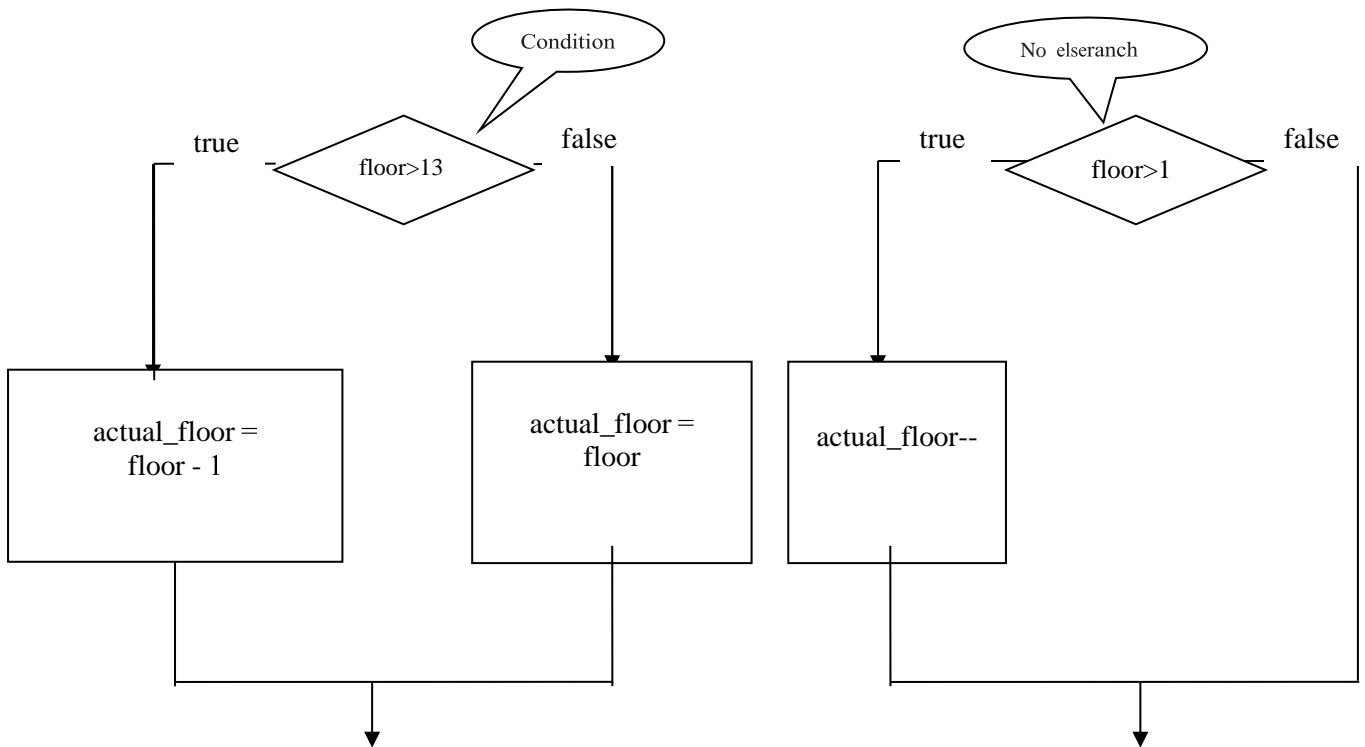 Condition
true
floor>13
false
actual_floor =
floor - 1
actual_floor =
floor
No elseranch
true
floor>1
false
actual_floor--